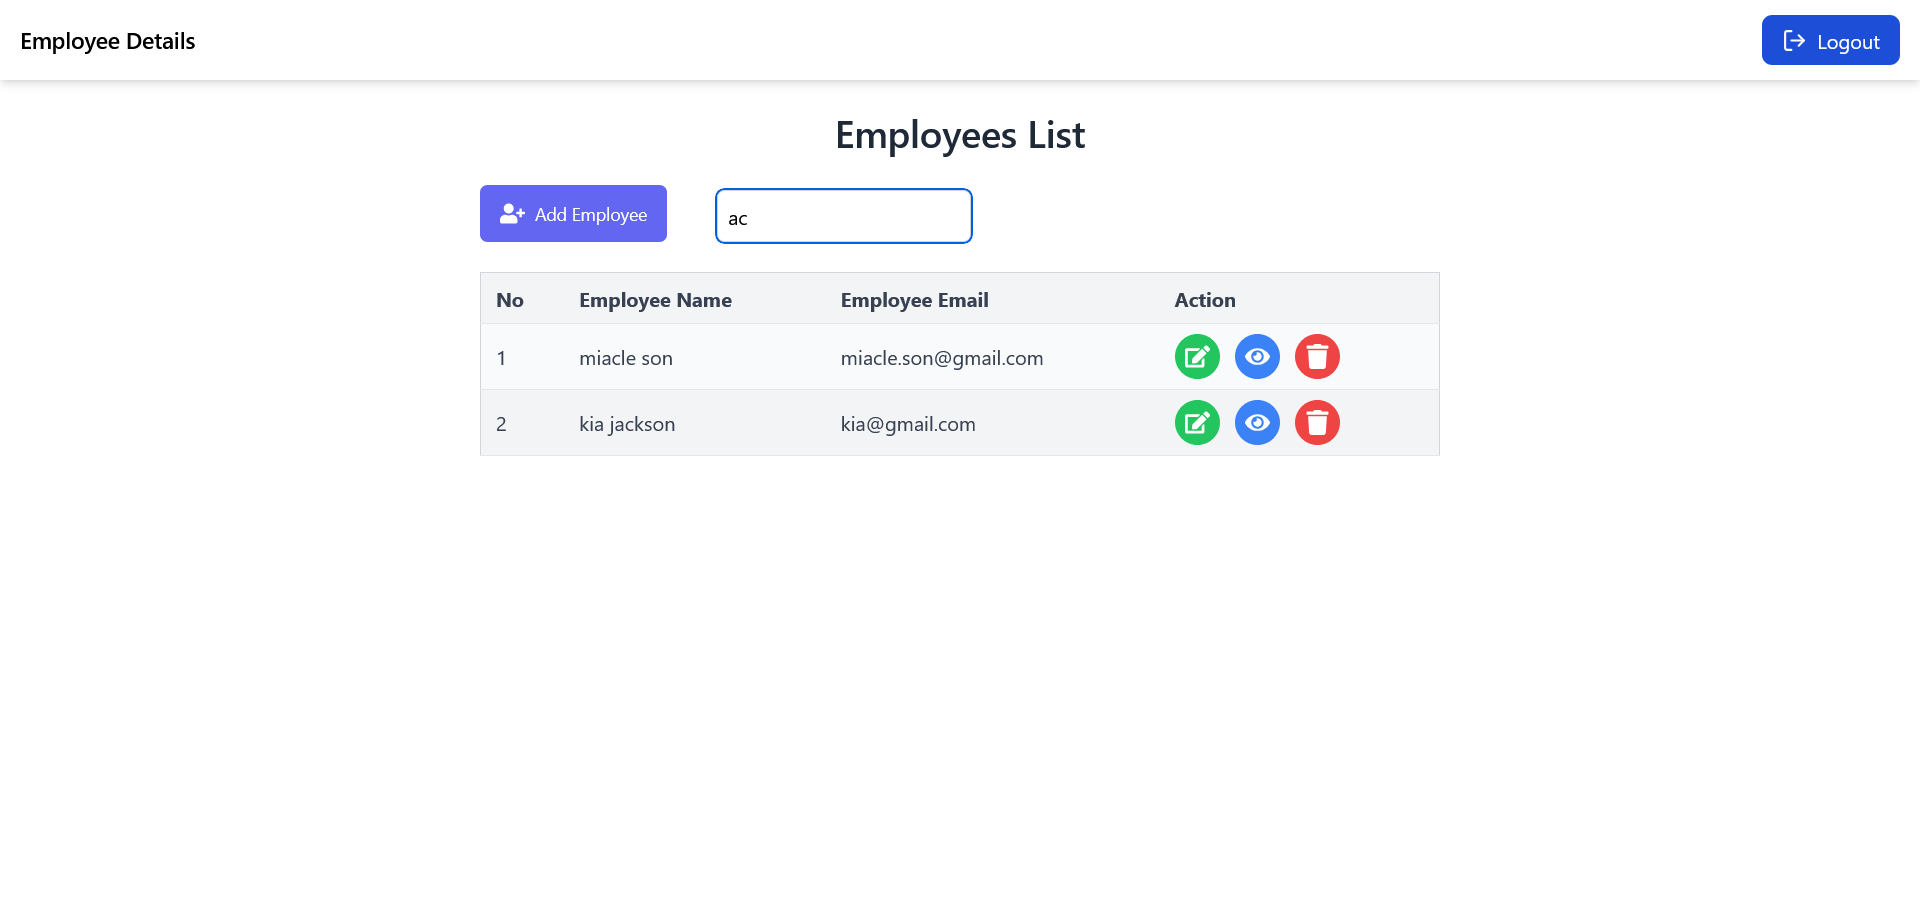 Employee Details
Logout
Employees List
Add Employee
ac
No Employee Name Employee Email Action
1 miacle son miacle.son@gmail.com
2 kia jackson kia@gmail.com